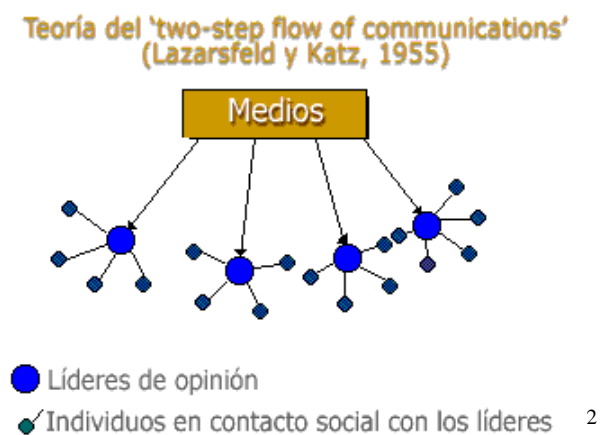 Teoría del ‘two-step flow of communications’
(Lazarsfeld y Katz, 1955)
Medios
Líderes de opinión
Individuos en contacto social con los líderes
2